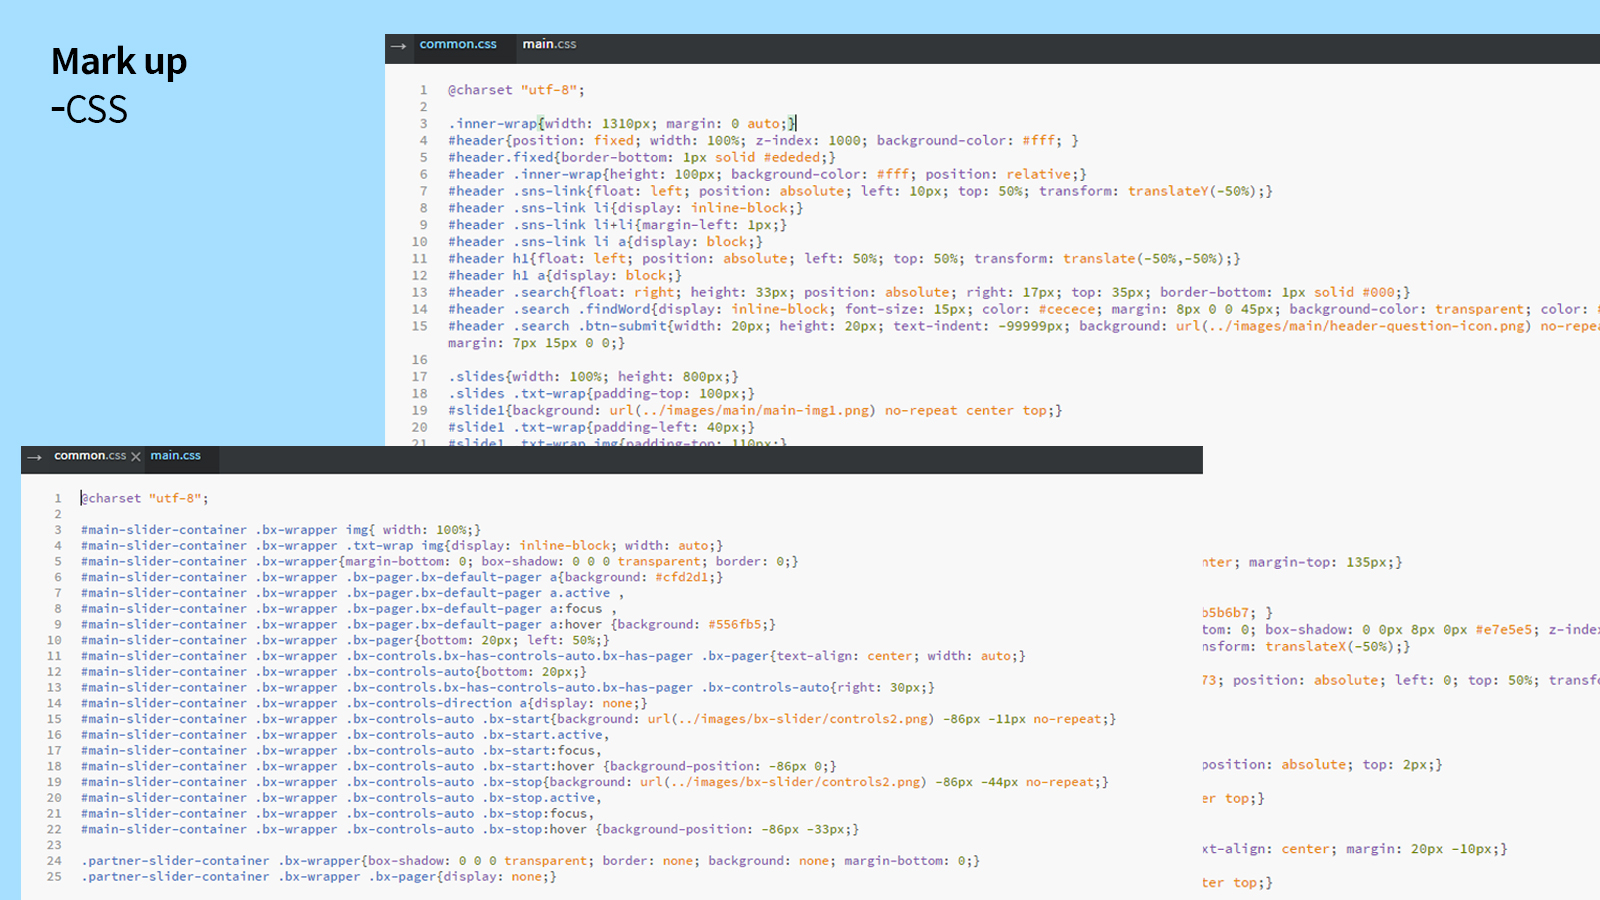 Mark up
-CSS
→ common.css main.css
1 @charset "utf-8";
2
3 .inner-wrap{width: 1310px; margin: 0 auto;}
4 #header{position: fixed; width: 100%; z-index: 1000; background-color: #fff; }
5 #header.fixed{border-bottom: 1px solid #ededed;}
6 #header .inner-wrap{height: 100px; background-color: #fff; position: relative;}
7 #header .sns-link{float: left; position: absolute; left: 10px; top: 50%; transform: translateY(-50%);}
8 #header .sns-link li{display: inline-block;}
9 #header .sns-link li+li{margin-left: 1px;}
10 #header .sns-link li a{display: block;}
11 #header h1{float: left; position: absolute; left: 50%; top: 50%; transform: translate(-50%,-50%);}
12 #header h1 a{display: block;}
13 #header .search{float: right; height: 33px; position: absolute; right: 17px; top: 35px; border-bottom: 1px solid #000;}
14 #header .search .findWord{display: inline-block; font-size: 15px; color: #cecece; margin: 8px 0 0 45px; background-color: transparent; color: #
15 #header .search .btn-submit{width: 20px; height: 20px; text-indent: -99999px; background: url(../images/main/header-question-icon.png) no-repea
margin: 7px 15px 0 0;}
16
17 .slides{width: 100%; height: 800px;}
18 .slides .txt-wrap{padding-top: 100px;}
19 #slide1{background: url(../images/main/main-img1.png) no-repeat center top;}
20 #slide1 .txt-wrap{padding-left: 40px;}
21 #slide1 .txt-wrap img{padding-top: 110px;}
→ common.css × main.css
1 @charset "utf-8";
2
3 #main-slider-container .bx-wrapper img{ width: 100%;}
4 #main-slider-container .bx-wrapper .txt-wrap img{display: inline-block; width: auto;}
5 #main-slider-container .bx-wrapper{margin-bottom: 0; box-shadow: 0 0 0 transparent; border: 0;}
6 #main-slider-container .bx-wrapper .bx-pager.bx-default-pager a{background: #cfd2d1;}
7 #main-slider-container .bx-wrapper .bx-pager.bx-default-pager a.active ,
8 #main-slider-container .bx-wrapper .bx-pager.bx-default-pager a:focus ,
9 #main-slider-container .bx-wrapper .bx-pager.bx-default-pager a:hover {background: #556fb5;}
10 #main-slider-container .bx-wrapper .bx-pager{bottom: 20px; left: 50%;}
11 #main-slider-container .bx-wrapper .bx-controls.bx-has-controls-auto.bx-has-pager .bx-pager{text-align: center; width: auto;}
12 #main-slider-container .bx-wrapper .bx-controls-auto{bottom: 20px;}
13 #main-slider-container .bx-wrapper .bx-controls.bx-has-controls-auto.bx-has-pager .bx-controls-auto{right: 30px;}
14 #main-slider-container .bx-wrapper .bx-controls-direction a{display: none;}
15 #main-slider-container .bx-wrapper .bx-controls-auto .bx-start{background: url(../images/bx-slider/controls2.png) -86px -11px no-repeat;}
16 #main-slider-container .bx-wrapper .bx-controls-auto .bx-start.active,
17 #main-slider-container .bx-wrapper .bx-controls-auto .bx-start:focus,
18 #main-slider-container .bx-wrapper .bx-controls-auto .bx-start:hover {background-position: -86px 0;}
19 #main-slider-container .bx-wrapper .bx-controls-auto .bx-stop{background: url(../images/bx-slider/controls2.png) -86px -44px no-repeat;}
20 #main-slider-container .bx-wrapper .bx-controls-auto .bx-stop.active,
21 #main-slider-container .bx-wrapper .bx-controls-auto .bx-stop:focus,
22 #main-slider-container .bx-wrapper .bx-controls-auto .bx-stop:hover {background-position: -86px -33px;}
23
24 .partner-slider-container .bx-wrapper{box-shadow: 0 0 0 transparent; border: none; background: none; margin-bottom: 0;}
25 .partner-slider-container .bx-wrapper .bx-pager{display: none;}
nter; margin-top: 135px;}
b5b6b7; }
tom: 0; box-shadow: 0 0px 8px 0px #e7e5e5; z-index
nsform: translateX(-50%);}
73; position: absolute; left: 0; top: 50%; transfo
position: absolute; top: 2px;}
er top;}
xt-align: center; margin: 20px -10px;}
ter top;}